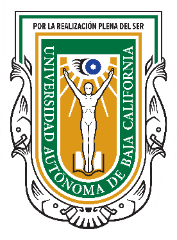 POR LA REALIZACIÓN PLENA DEL SER
UNIVERSIDAD AUTÓNOMA DE BAJA CALIFORNIA